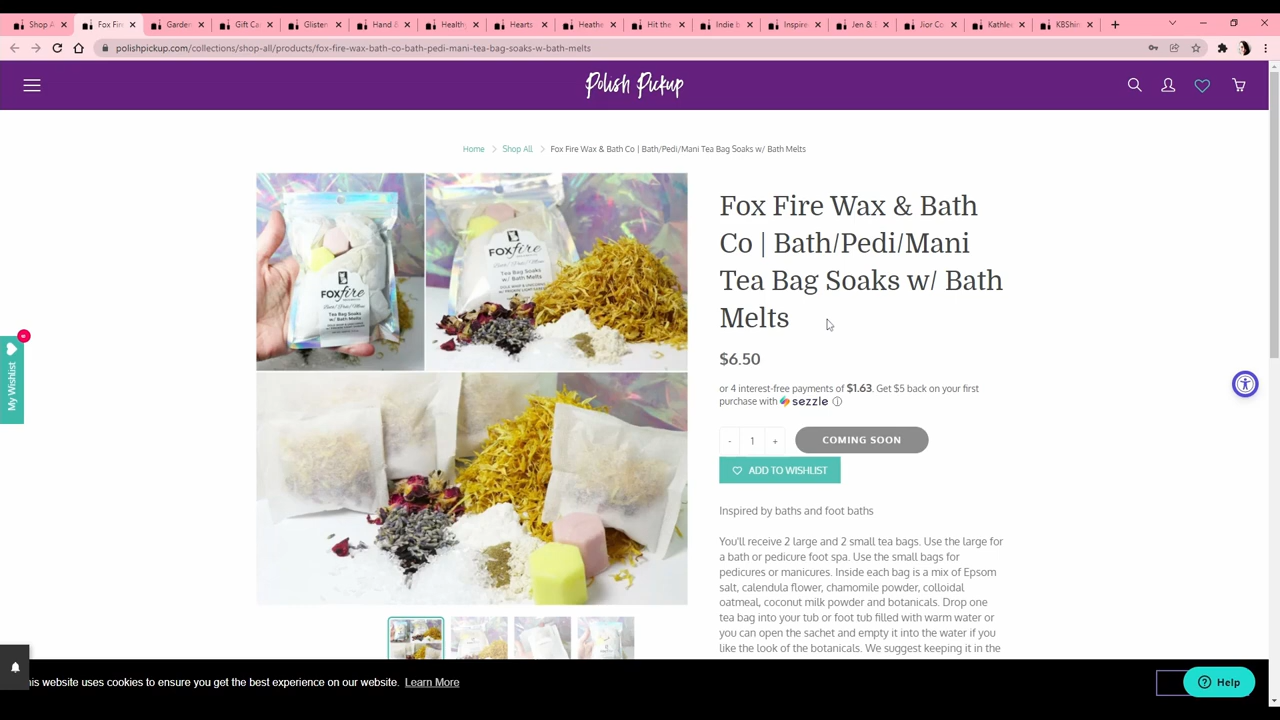 Shop A
Fox Fire
Garden
Gift Ca
Glisten
Hand &
Health
Hearts
Heathe
Hit the
Indie b
Inspire
Jen &
Jior Co
Kathle
KBShin
polishpickup.com/collections/shop-all/products/fox-fire-wax-bath-co-bath-pedi-mani-tea-bag-soaks-w-bath-melts
Polish Pickup
Home > Shop All > Fox Fire Wax & Bath Co | Bath/Pedi/Mani Tea Bag Soaks w/ Bath Melts
FOXfire
Tea Bag Soaks
w/ Bath Melts
FOXfire
Tea Bag Soaks
w/ Bath Melts
Fox Fire Wax & Bath
Co | Bath/Pedi/Mani
Tea Bag Soaks w/ Bath
Melts
$6.50
or 4 interest-free payments of $1.63. Get $5 back on your first
purchase with sezzle
- 1 + COMING SOON
ADD TO WISHLIST
Inspired by baths and foot baths
You'll receive 2 large and 2 small tea bags. Use the large for
a bath or pedicure foot spa. Use the small bags for
pedicures or manicures. Inside each bag is a mix of Epsom
salt, calendula flower, chamomile powder, colloidal
oatmeal, coconut milk powder and botanicals. Drop one
tea bag into your tub or foot tub filled with warm water or
you can open the sachet and empty it into the water if you
like the look of the botanicals. We suggest keeping it in the
My Wishlist
his website uses cookies to ensure you get the best experience on our website. Learn More
Help